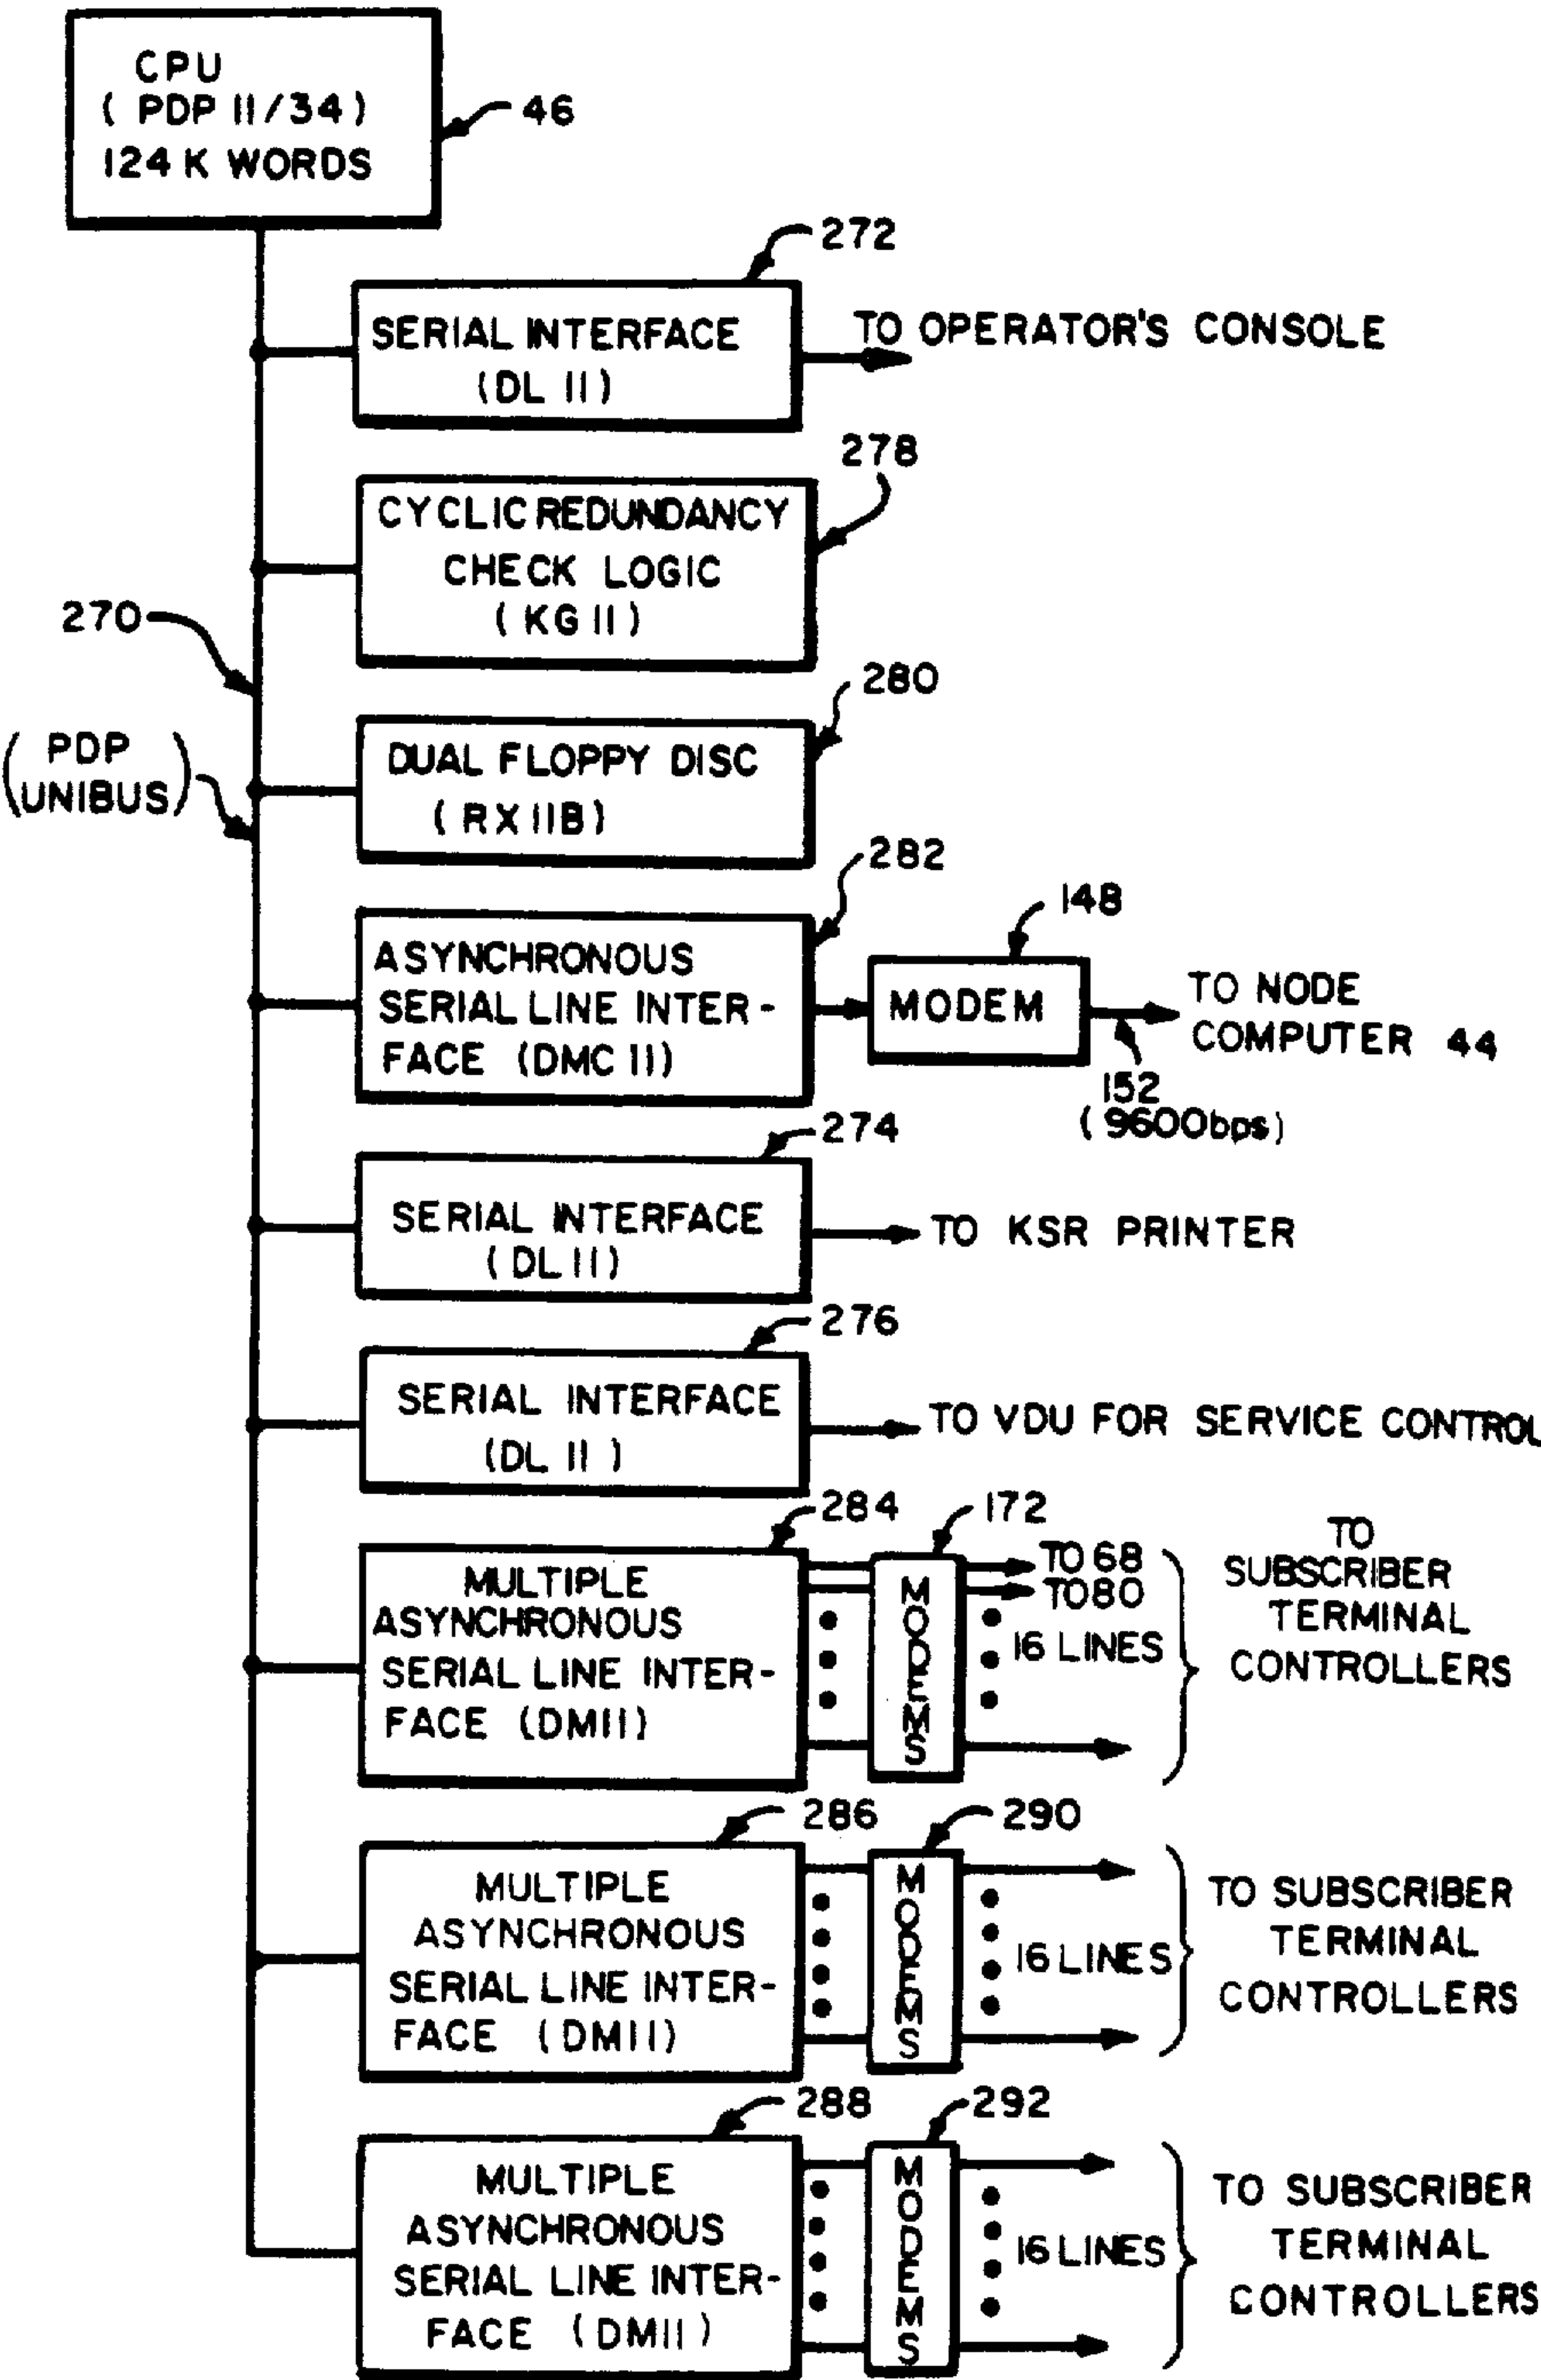 CPU
( PDP 11/34)
124 K WORDS
46
272
SERIAL INTERFACE
(DL 11)
TO OPERATOR'S CONSOLE
278
CYCLIC REDUNDANCY
CHECK LOGIC
( KG 11 )
270
280
(PDP
UNIBUS)
DUAL FLOPPY DISC
( RX11B)
282
148
ASYNCHRONOUS
SERIAL LINE INTER-
FACE (DMC 11)
MODEM
TO NODE
COMPUTER 44
152
( 9600bps)
274
SERIAL INTERFACE
( DL 11)
TO KSR PRINTER
276
SERIAL INTERFACE
(DL 11 )
TO VDU FOR SERVICE CONTROL
284
172
MULTIPLE
ASYNCHRONOUS
SERIAL LINE INTER-
FACE (DM11)
MODEMS
TO 68
TO 80
16 LINES
TO
SUBSCRIBER
TERMINAL
CONTROLLERS
286
290
MULTIPLE
ASYNCHRONOUS
SERIAL LINE INTER-
FACE (DM11)
MODEMS
16 LINES
TO SUBSCRIBER
TERMINAL
CONTROLLERS
288
292
MULTIPLE
ASYNCHRONOUS
SERIAL LINE INTER-
FACE (DM11)
MODEMS
16 LINES
TO SUBSCRIBER
TERMINAL
CONTROLLERS